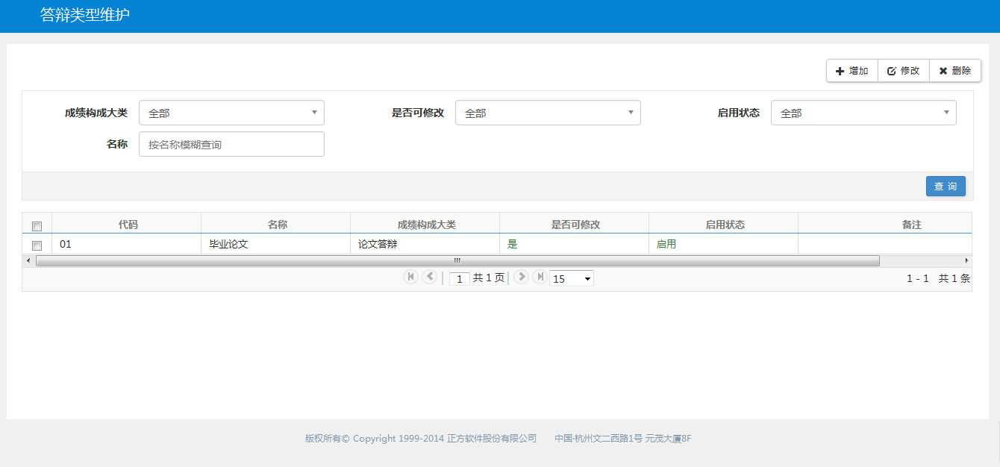 答辩类型维护
增加 修改 删除
成绩构成大类 全部 是否可修改 全部 启用状态 全部
名称 按名称模糊查询
查 询
代码 名称 成绩构成大类 是否可修改 启用状态 备注
01 毕业论文 论文答辩 是 启用
1 共 1 页 15 1 - 1 共 1 条
版权所有© Copyright 1999-2014 正方软件股份有限公司 中国·杭州文二西路1号 元茂大厦8F